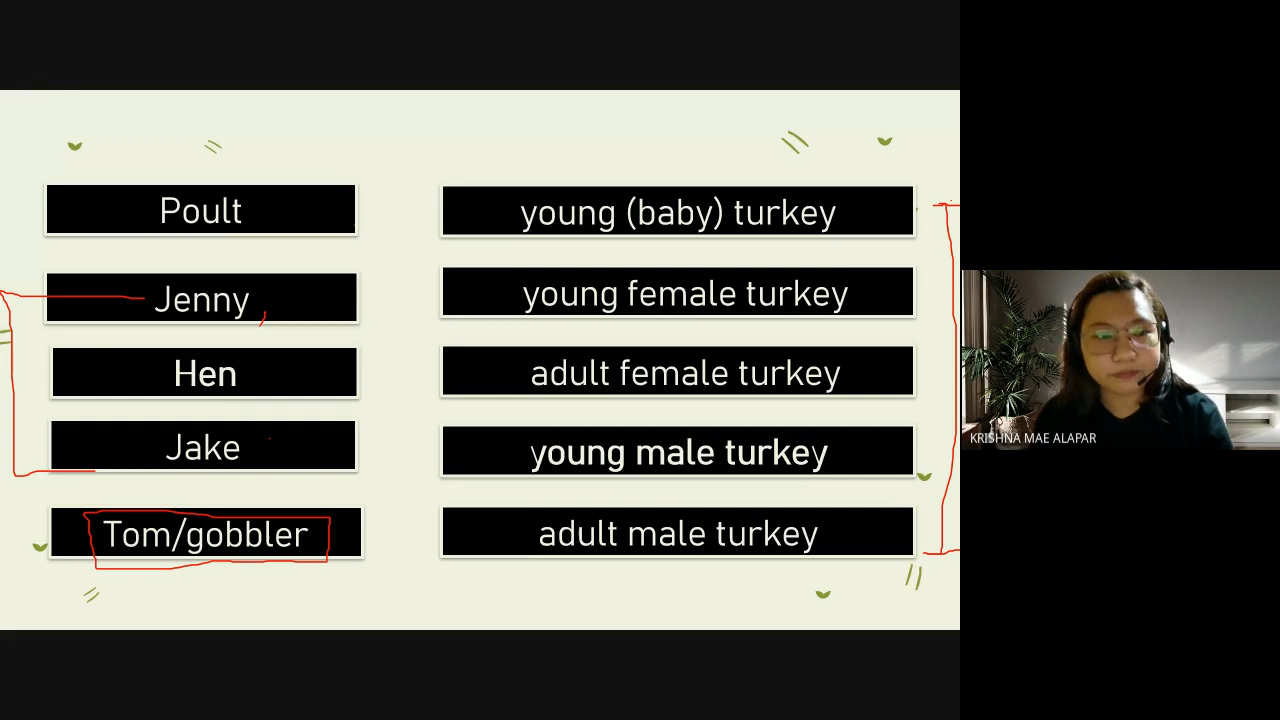 Poult
young (baby) turkey
Jenny
young female turkey
Hen
adult female turkey
Jake
young male turkey
Tom/gobbler
adult male turkey
KRISHNA MAE ALAPAR